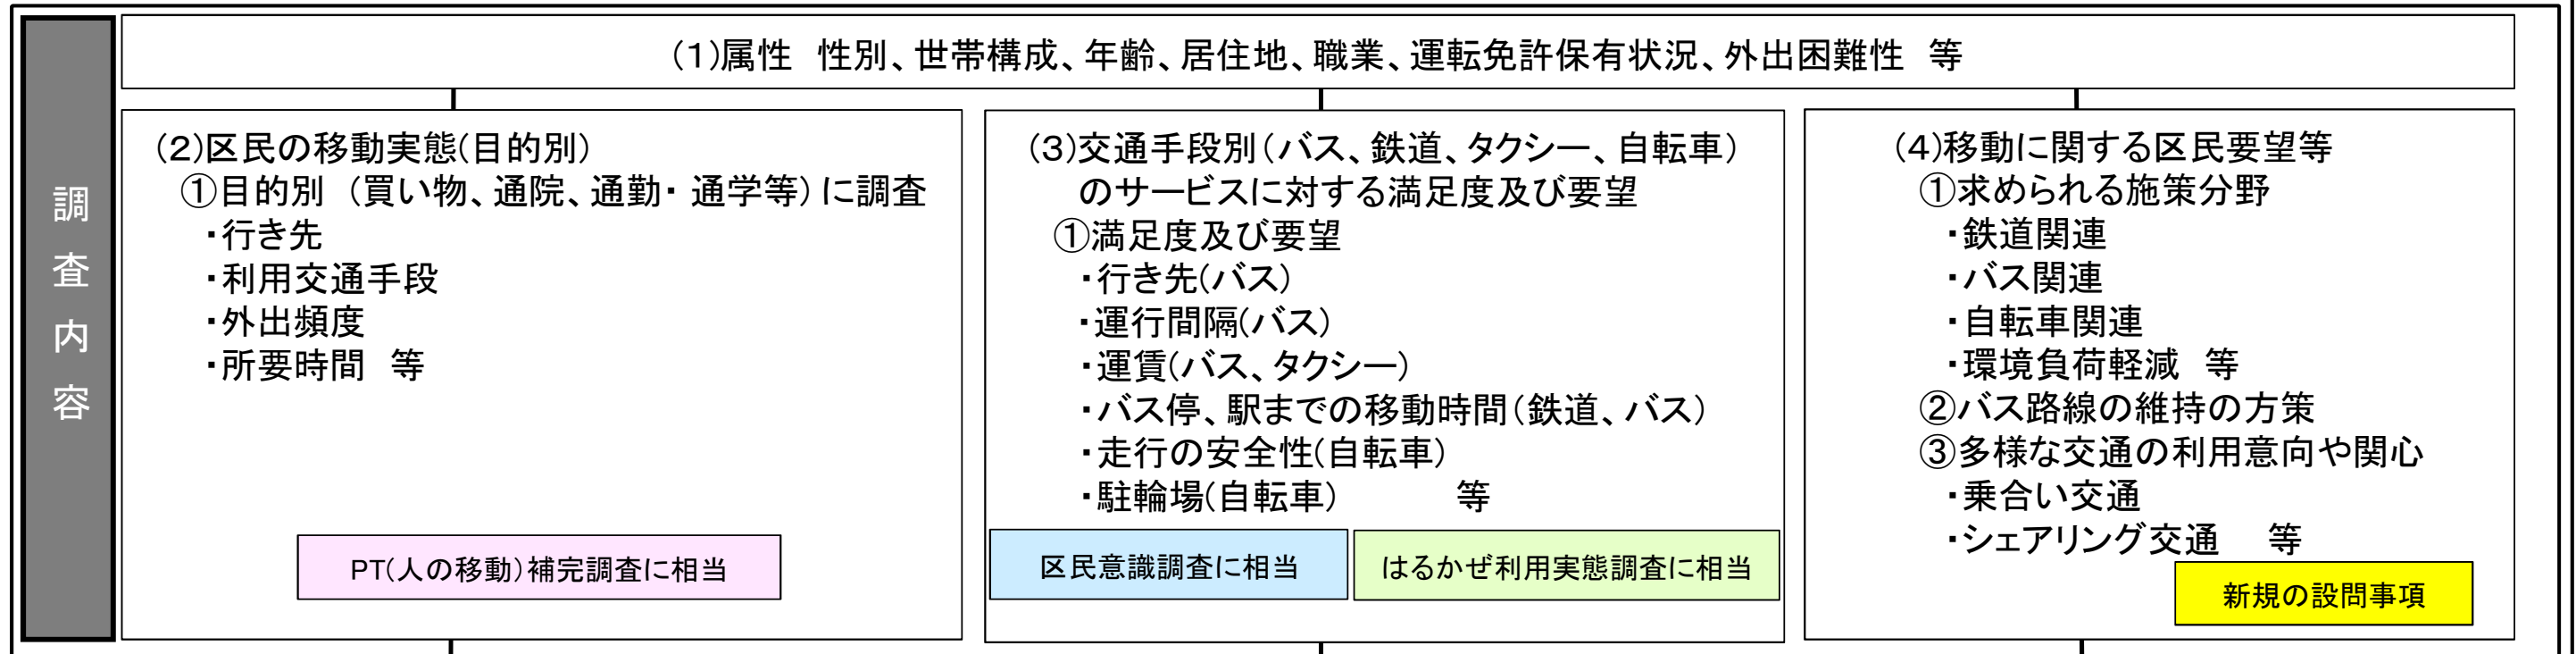 調査内容
(1)属性 性別、世帯構成、年齢、居住地、職業、運転免許保有状況、外出困難性 等
(2)区民の移動実態(目的別)
①目的別 (買い物、通院、通勤・通学等)に調査
・行き先
・利用交通手段
・外出頻度
・所要時間 等
PT(人の移動)補完調査に相当
(3)交通手段別(バス、鉄道、タクシー、自転車)
のサービスに対する満足度及び要望
①満足度及び要望
・行き先(バス)
・運行間隔(バス)
・運賃(バス、タクシー)
・バス停、駅までの移動時間(鉄道、バス)
・走行の安全性(自転車)
・駐輪場(自転車) 等
区民意識調査に相当
はるかぜ利用実態調査に相当
(4)移動に関する区民要望等
①求められる施策分野
・鉄道関連
・バス関連
・自転車関連
・環境負荷軽減 等
②バス路線の維持の方策
③多様な交通の利用意向や関心
・乗合い交通
・シェアリング交通 等
新規の設問事項